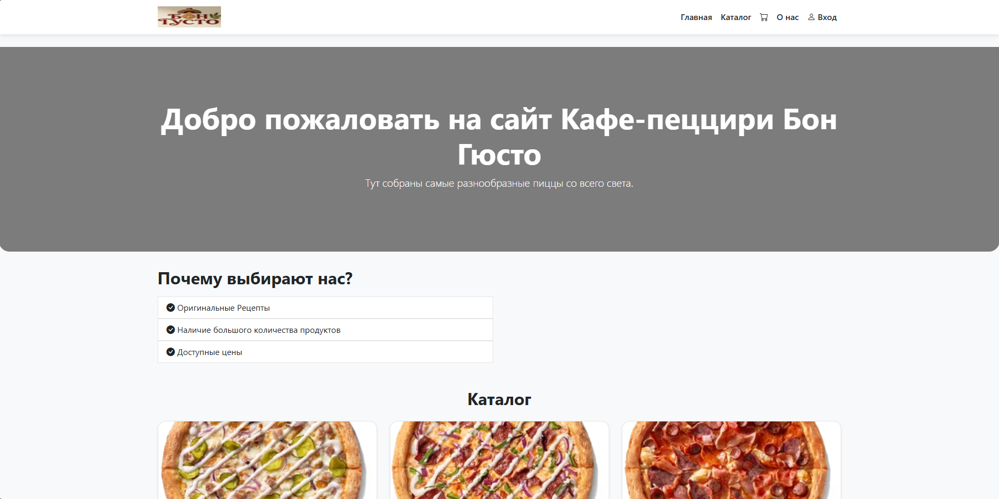 БОН
ГУСТО
Главная Каталог О нас Вход
Добро пожаловать на сайт Кафе-пеццири Бон
Гюсто
Тут собраны самые разнообразные пиццы со всего света.
Почему выбирают нас?
Оригинальные Рецепты
Наличие большого количества продуктов
Доступные цены
Каталог